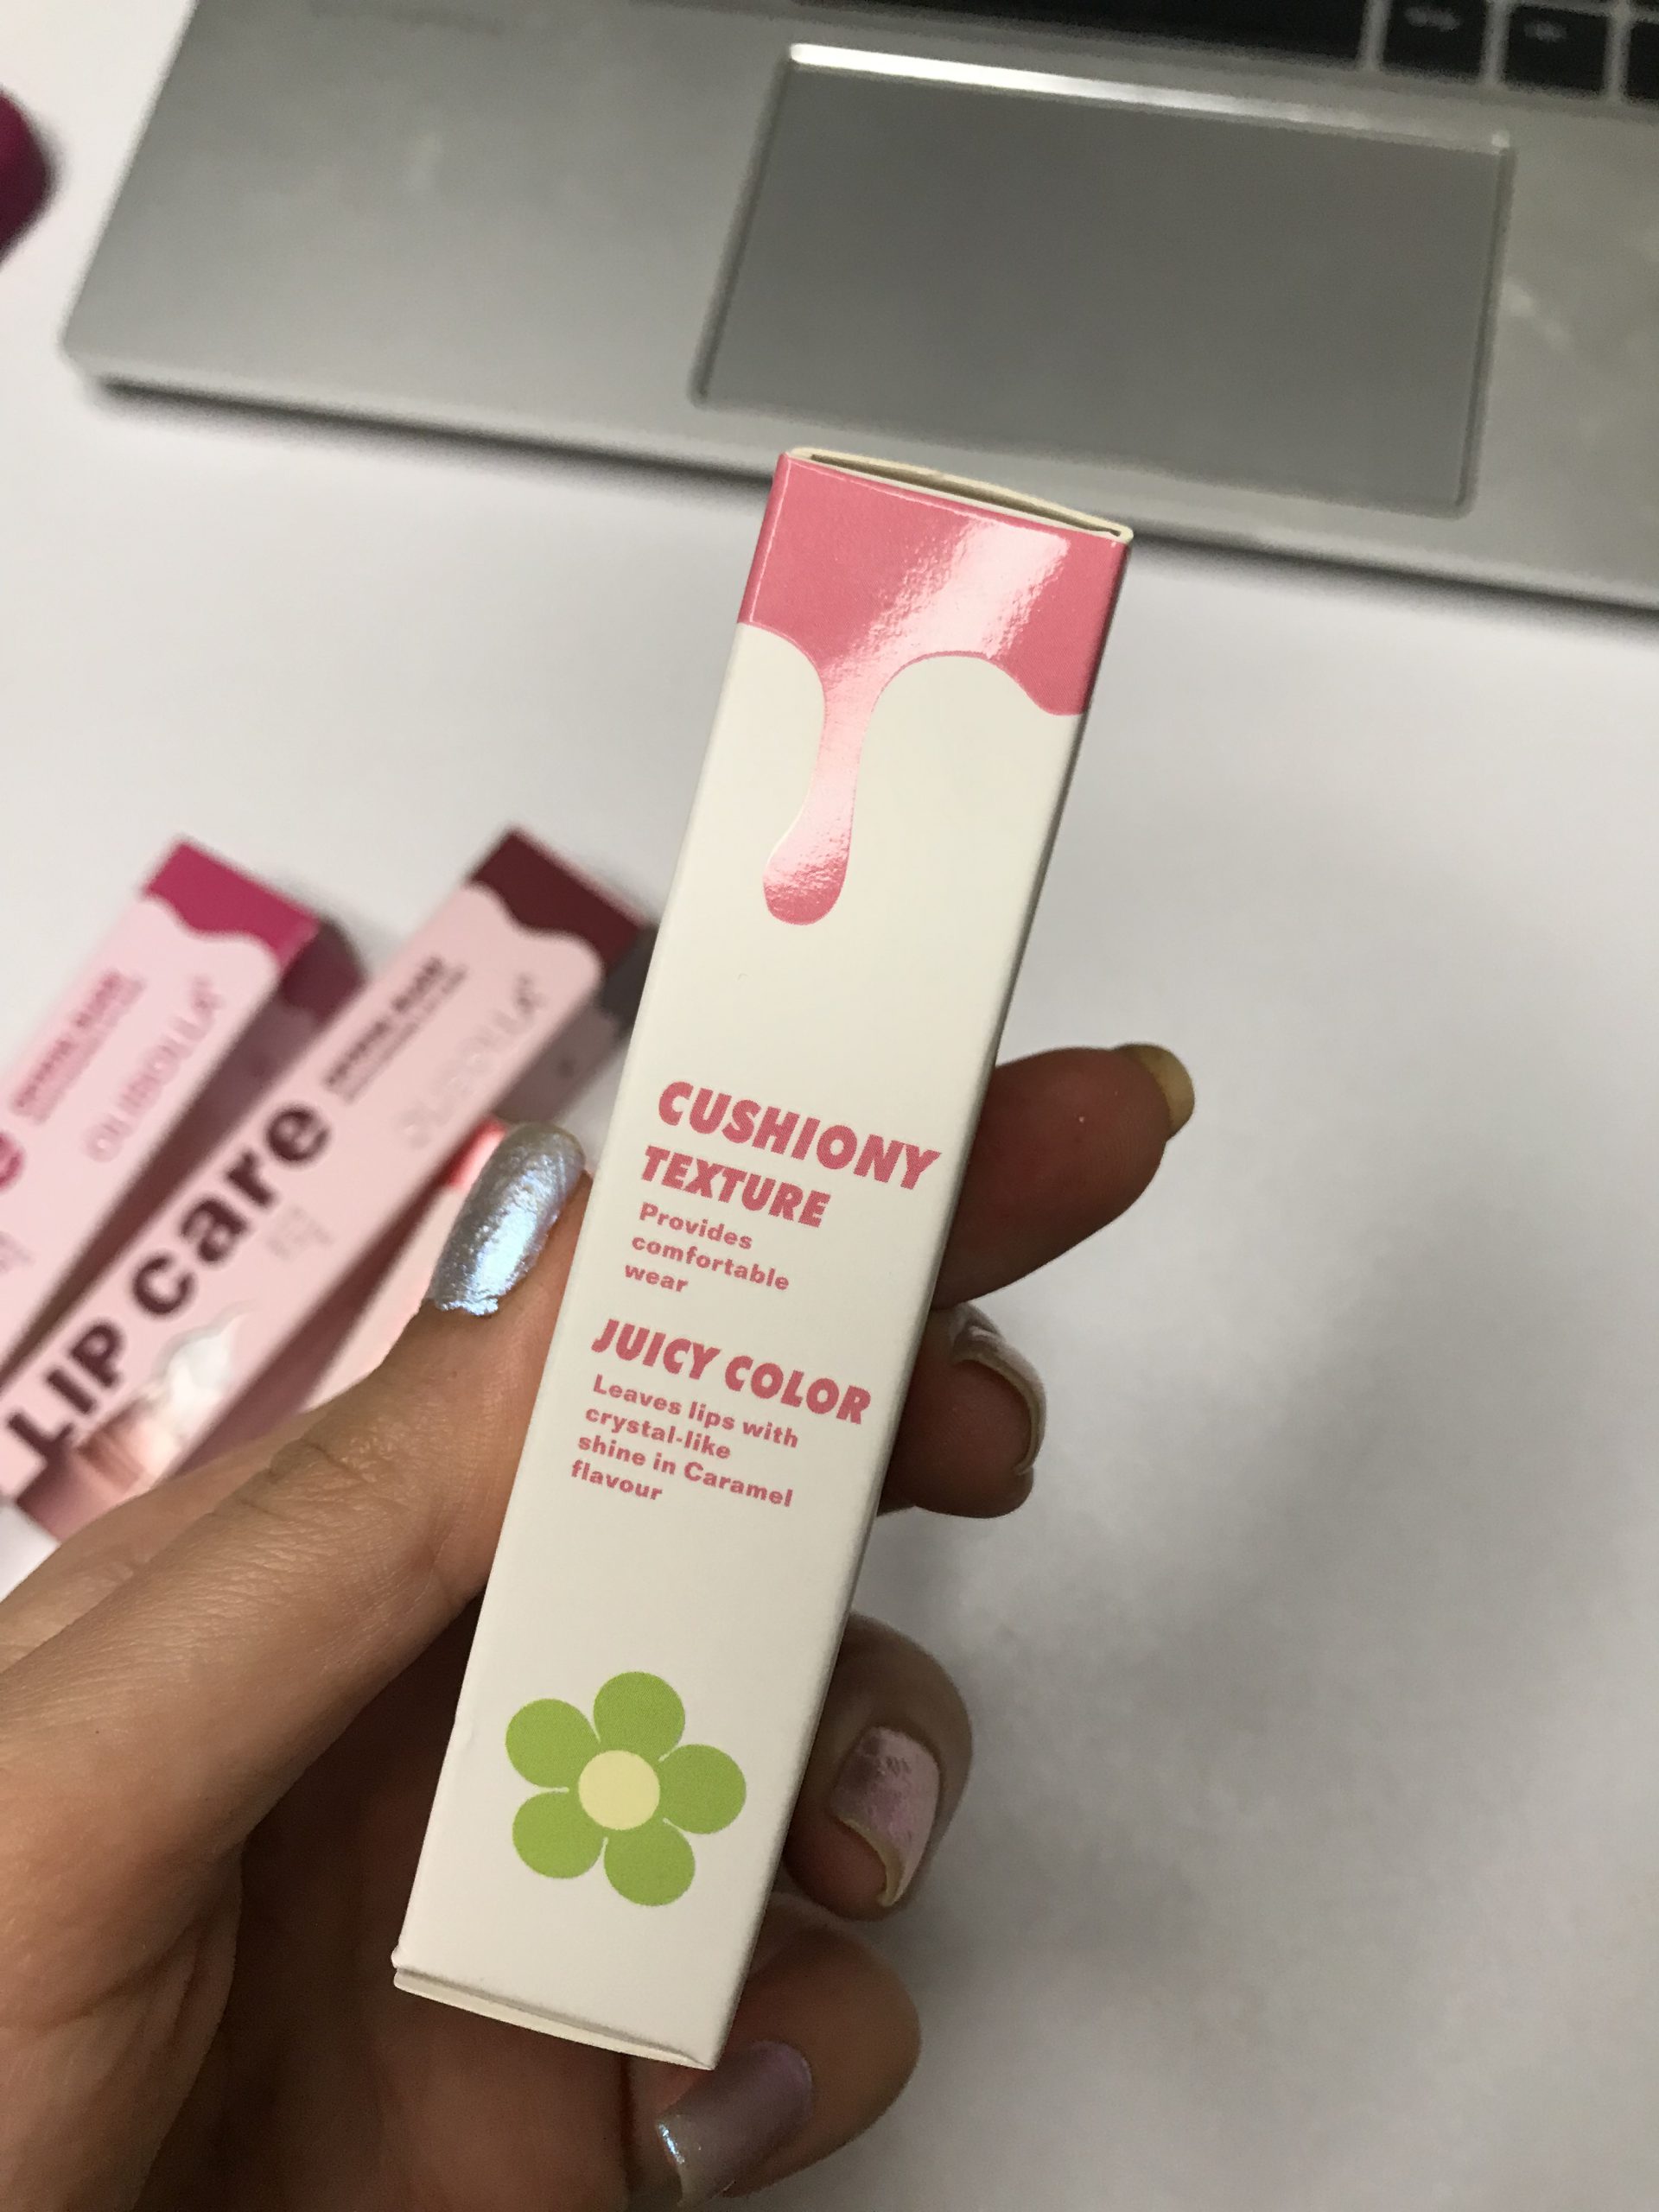 CUSHIONY
TEXTURE
Provides
comfortable
wear
JUICY COLOR
Leaves lips with
crystal-like
shine in Caramel
flavour
LIP care